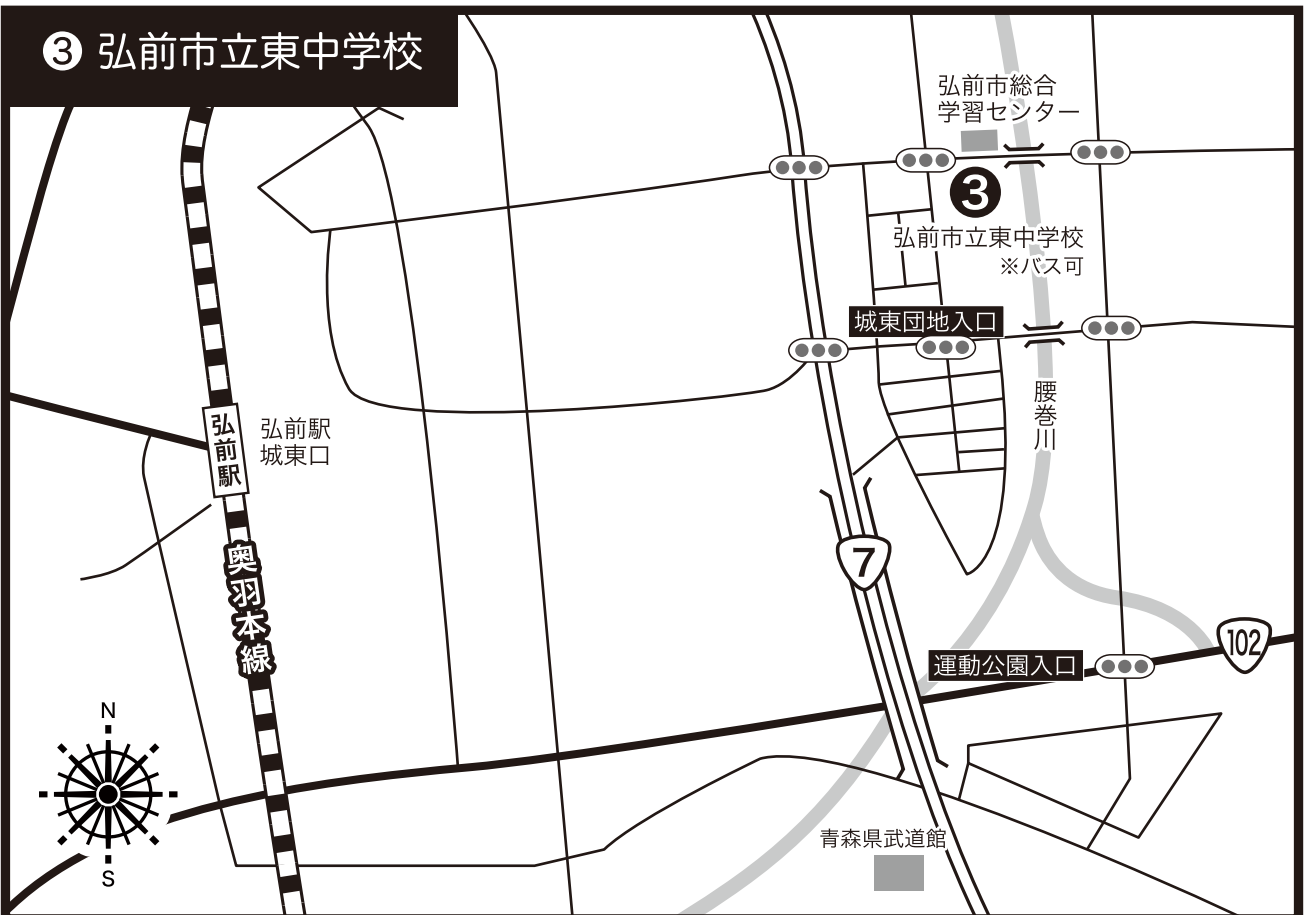 ❸ 弘前市立東中学校
弘前市総合
学習センター
❸
弘前市立東中学校
※バス可
城東団地入口
腰巻川
弘前駅
弘前駅
城東口
奥羽本線
7
102
運動公園入口
青森県武道館
N
S